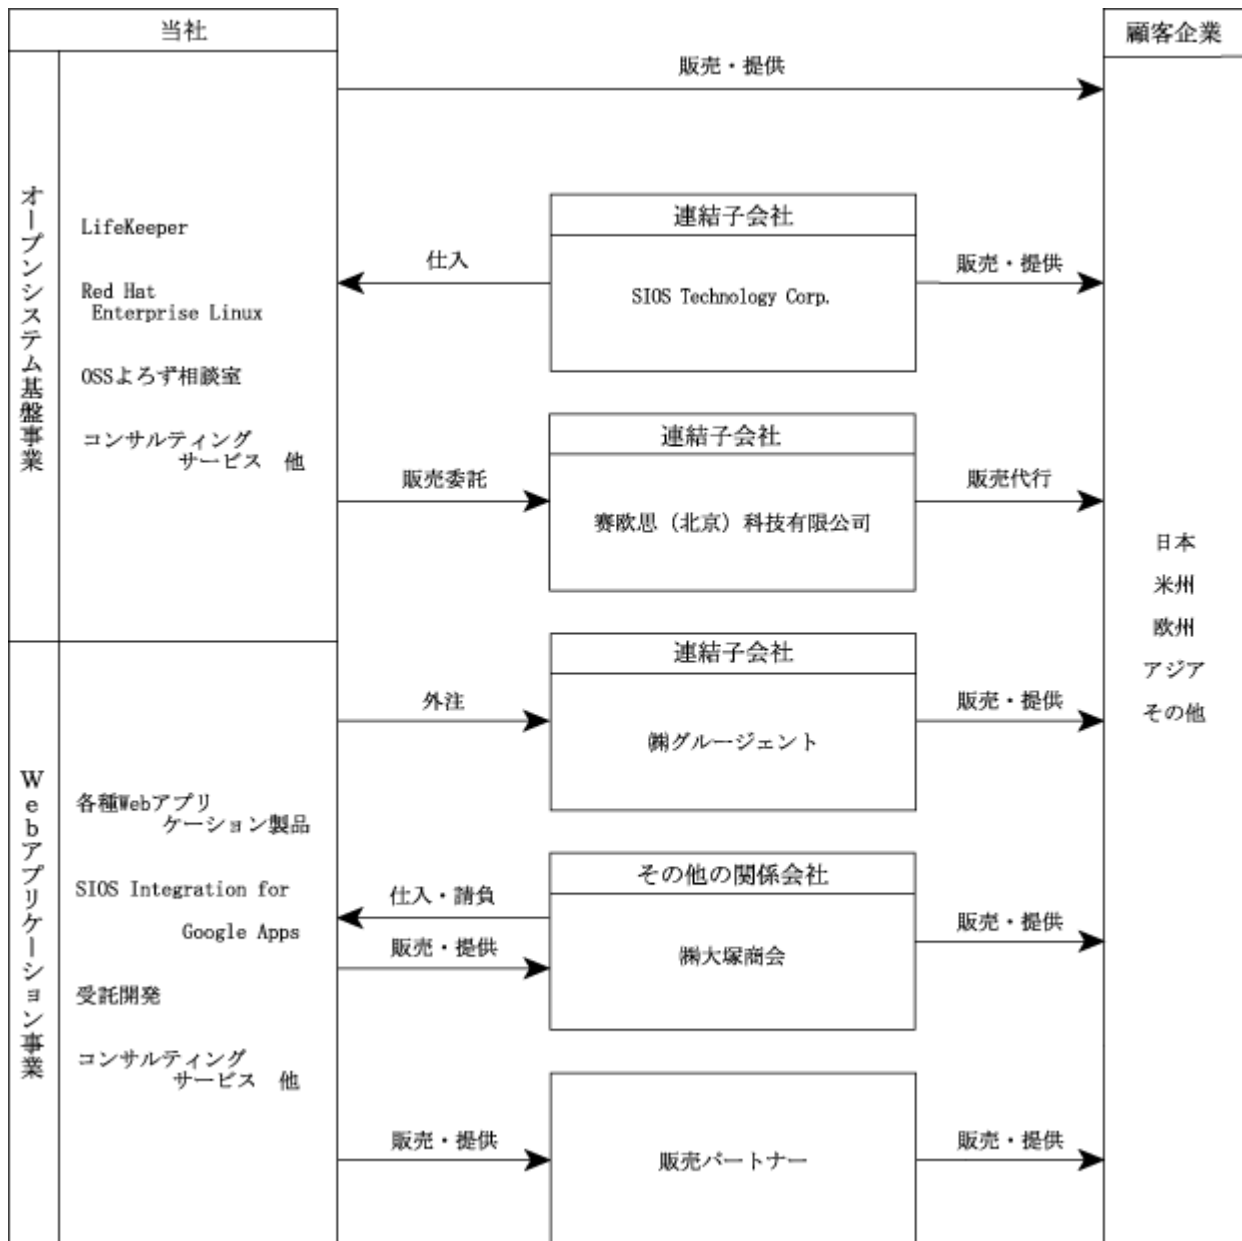 当社
顧客企業
販売・提供
オープンシステム基盤事業
LifeKeeper
Red Hat
Enterprise Linux
OSSよろず相談室
コンサルティング
サービス 他
仕入
連結子会社
SIOS Technology Corp.
販売・提供
販売委託
連結子会社
賽欧思（北京）科技有限公司
販売代行
日本
米州
欧州
アジア
その他
Webアプリケーション事業
各種Webアプリ
ケーション製品
SIOS Integration for
Google Apps
受託開発
コンサルティング
サービス 他
外注
連結子会社
㈱グルージェント
販売・提供
仕入・請負
販売・提供
その他の関係会社
㈱大塚商会
販売・提供
販売・提供
販売パートナー
販売・提供